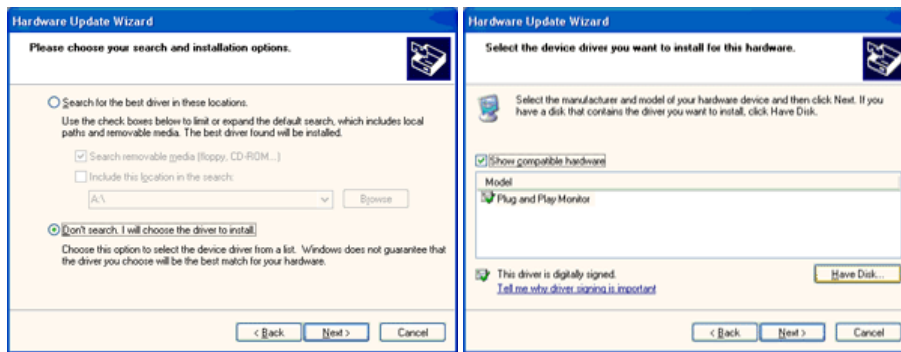 Hardware Update Wizard
Please choose your search and installation options.
Search for the best driver in these locations.
Use the check boxes below to limit or expand the default search, which includes local
paths and removable media. The best driver found will be installed.
Search removable media (floppy, CD-ROM...)
Include this location in the search:
A:\
Browse
Don't search. I will choose the driver to install.
Choose this option to select the device driver from a list. Windows does not guarantee that
the driver you choose will be the best match for your hardware.
< Back
Next >
Cancel
Hardware Update Wizard
Select the device driver you want to install for this hardware.
Select the manufacturer and model of your hardware device and then click Next. If you
have a disk that contains the driver you want to install, click Have Disk.
Show compatible hardware
Model
Plug and Play Monitor
This driver is digitally signed.
Tell me why driver signing is important
Have Disk...
< Back
Next >
Cancel